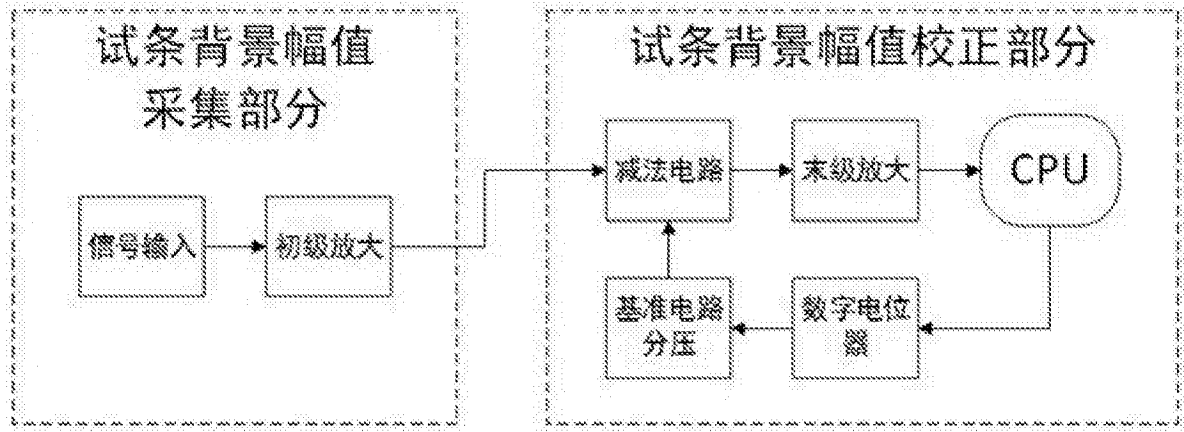 试条背景幅值
采集部分
信号输入
初级放大
试条背景幅值校正部分
减法电路
末级放大
CPU
基准电路
分压
数字电位
器